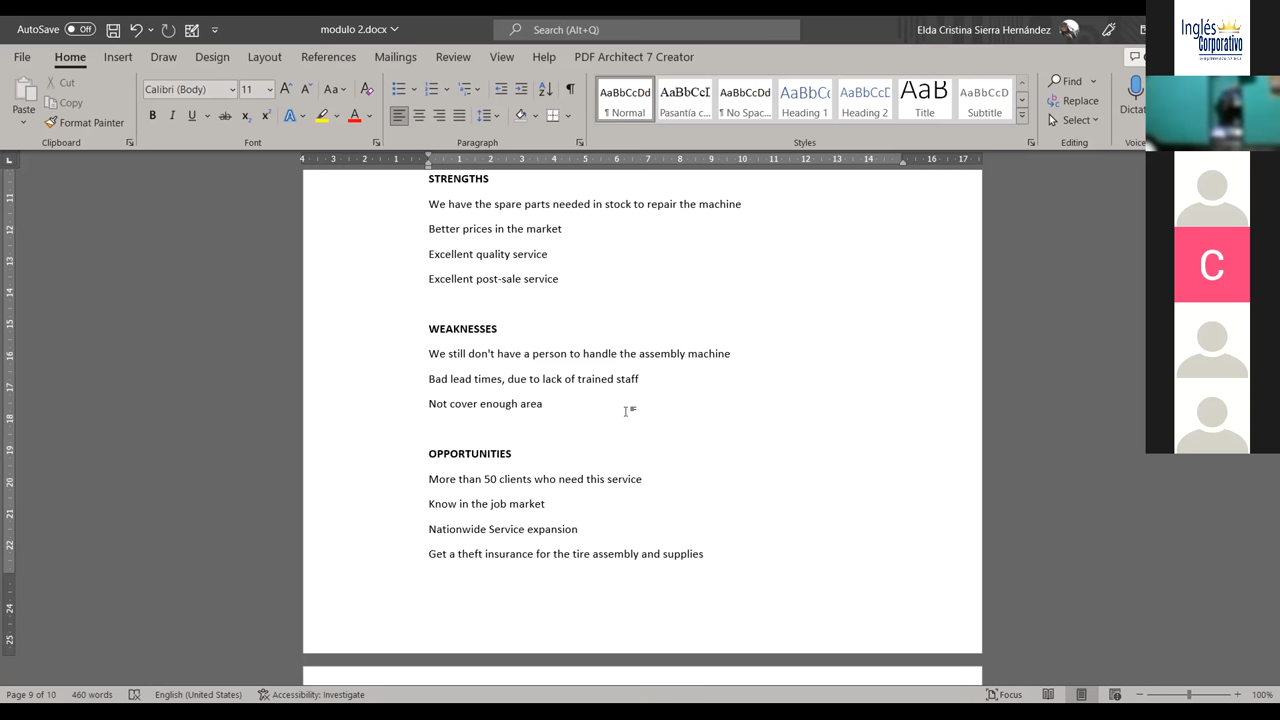 AutoSave Off modulo 2.docx Search (Alt+Q) Elda Cristina Sierra Hernández
File Home Insert Draw Design Layout References Mailings Review View Help PDF Architect 7 Creator
Paste Cut Copy Format Painter
Calibri (Body) 11
AaBbCcDd AaBbCcI AaBbCcDd AaBbCc AaBbCcD AaB AaBbCcD
¶ Normal Pasantía c... ¶ No Spac... Heading 1 Heading 2 Title Subtitle
Find
Replace
Select
Dictat
Clipboard Font Paragraph Styles Editing Voice
Inglés
Corporativo
C
STRENGTHS
We have the spare parts needed in stock to repair the machine
Better prices in the market
Excellent quality service
Excellent post-sale service
WEAKNESSES
We still don't have a person to handle the assembly machine
Bad lead times, due to lack of trained staff
Not cover enough area
OPPORTUNITIES
More than 50 clients who need this service
Know in the job market
Nationwide Service expansion
Get a theft insurance for the tire assembly and supplies
Page 9 of 10 460 words English (United States) Accessibility: Investigate Focus 100%